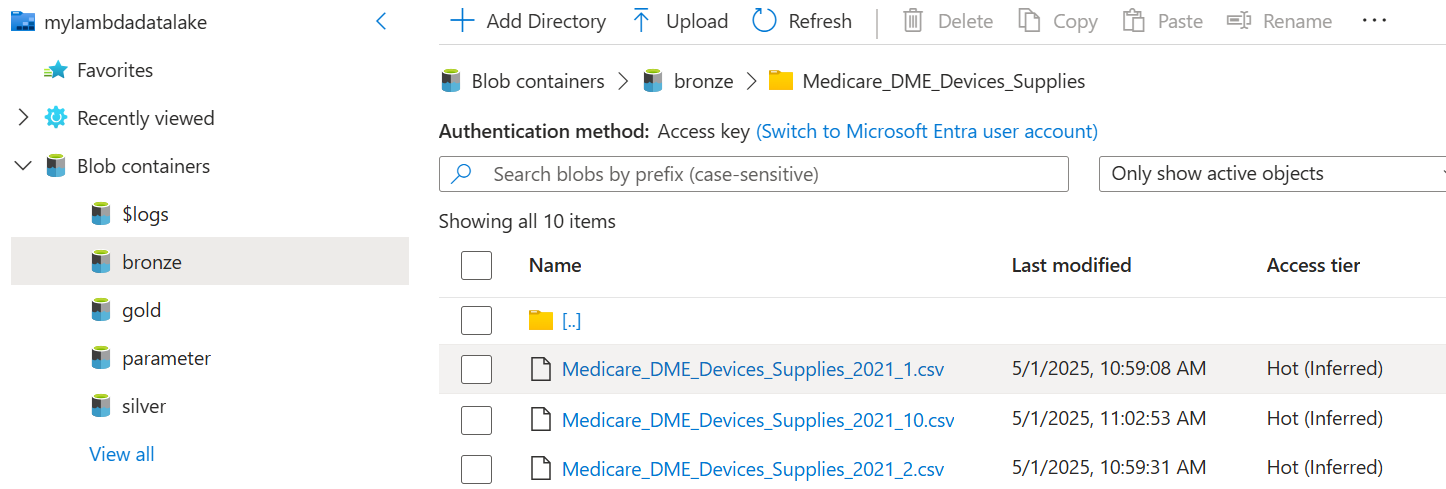 mylambdadatalake
Favorites
Recently viewed
Blob containers
$logs
bronze
gold
parameter
silver
View all
Add Directory Upload Refresh Delete Copy Paste Rename ...
Blob containers > bronze > Medicare_DME_Devices_Supplies
Authentication method: Access key (Switch to Microsoft Entra user account)
Search blobs by prefix (case-sensitive) Only show active objects
Showing all 10 items
Name Last modified Access tier
[..]
Medicare_DME_Devices_Supplies_2021_1.csv 5/1/2025, 10:59:08 AM Hot (Inferred)
Medicare_DME_Devices_Supplies_2021_10.csv 5/1/2025, 11:02:53 AM Hot (Inferred)
Medicare_DME_Devices_Supplies_2021_2.csv 5/1/2025, 10:59:31 AM Hot (Inferred)